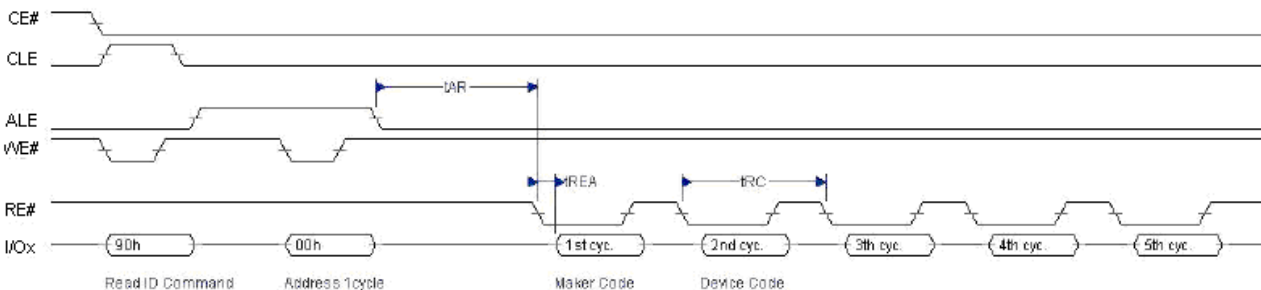 CE#
CLE
tAR
ALE
WE#
tREA
tRC
RE#
I/Ox
90h
00h
1st cyc.
2nd cyc.
3th cyc.
4th cyc.
5th cyc.
Read ID Command
Address 1cycle
Maker Code
Device Code